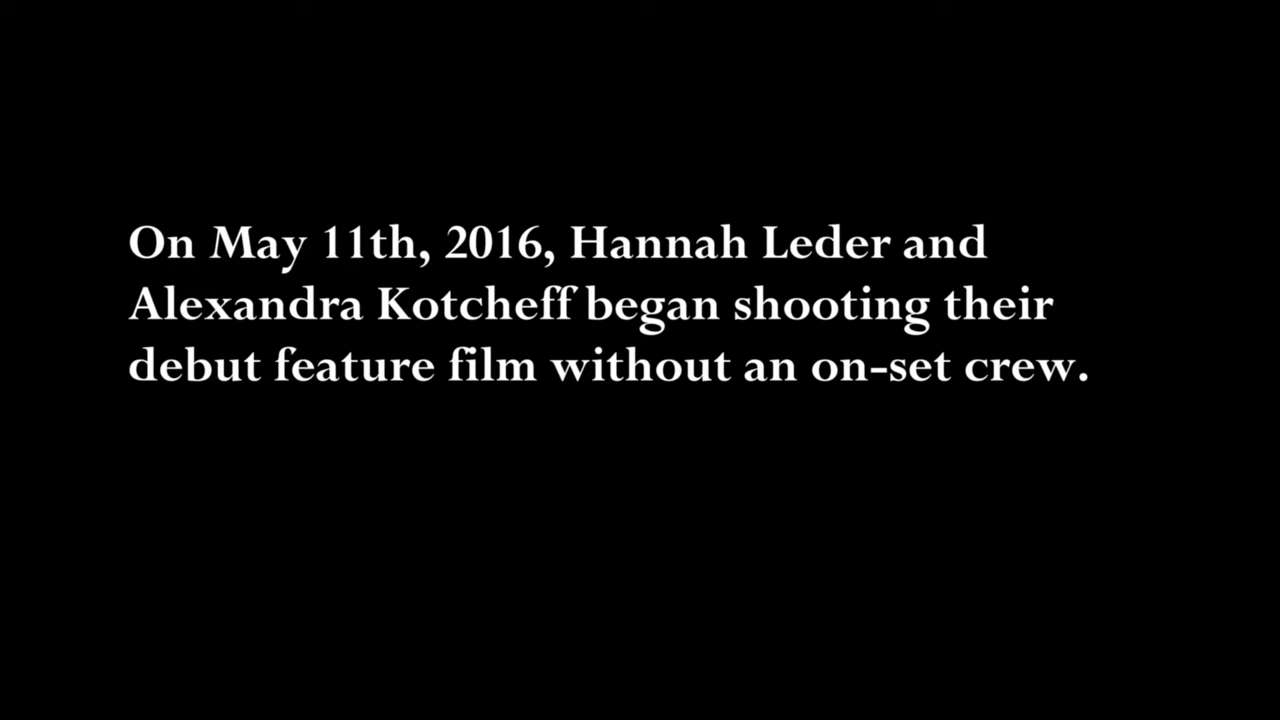 On May 11th, 2016, Hannah Leder and
Alexandra Kotcheff began shooting their
debut feature film without an on-set crew.